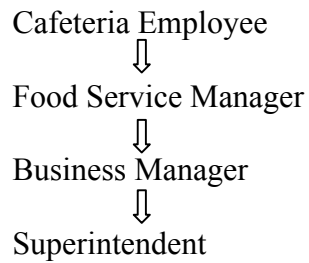 Cafeteria Employee
⇩
Food Service Manager
⇩
Business Manager
⇩
Superintendent